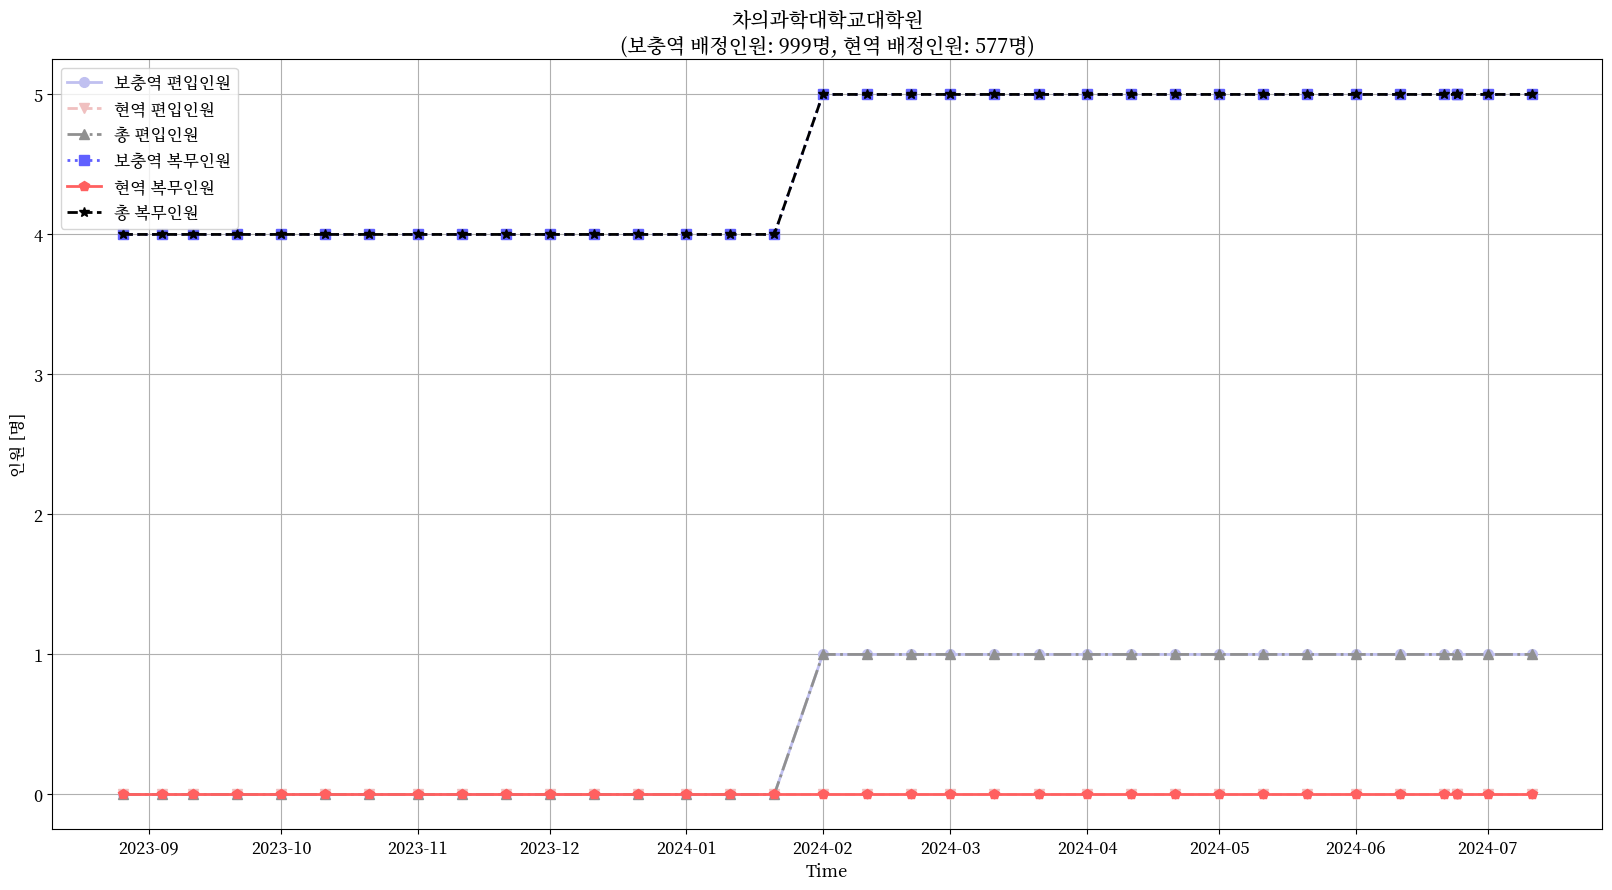 차의과학대학교대학원
(보충역 배정인원: 999명, 현역 배정인원: 577명)
보충역 편입인원
현역 편입인원
총 편입인원
보충역 복무인원
현역 복무인원
총 복무인원
5
4
3
2
1
0
인원 [명]
2023-09 2023-10 2023-11 2023-12 2024-01 2024-02 2024-03 2024-04 2024-05 2024-06 2024-07
Time